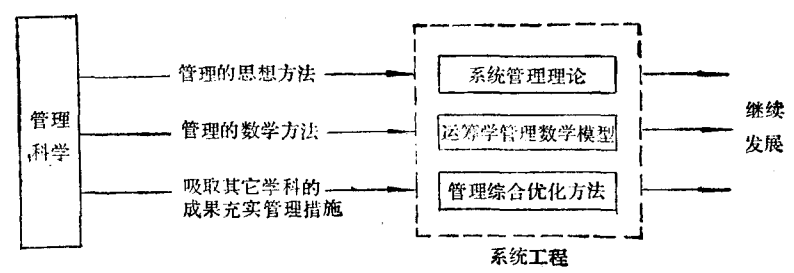 管理
科学
管理的思想方法
管理的数学方法
吸取其它学科的
成果充实管理措施
系统管理理论
运筹学管理数学模型
管理综合优化方法
系统工程
继续
发展